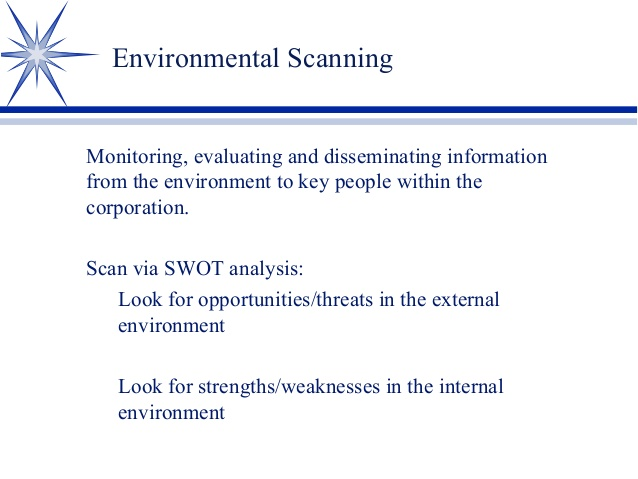 Environmental Scanning
Monitoring, evaluating and disseminating information
from the environment to key people within the
corporation.
Scan via SWOT analysis:
Look for opportunities/threats in the external
environment
Look for strengths/weaknesses in the internal
environment